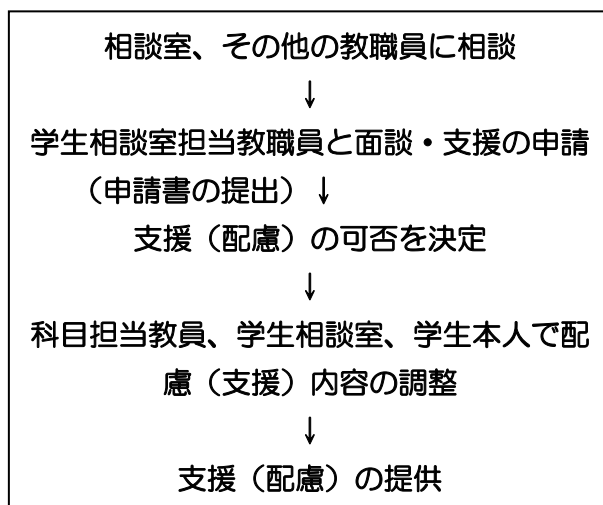 相談室、その他の教職員に相談
↓
学生相談室担当教職員と面談・支援の申請
（申請書の提出）↓
支援（配慮）の可否を決定
↓
科目担当教員、学生相談室、学生本人で配
慮（支援）内容の調整
↓
支援（配慮）の提供